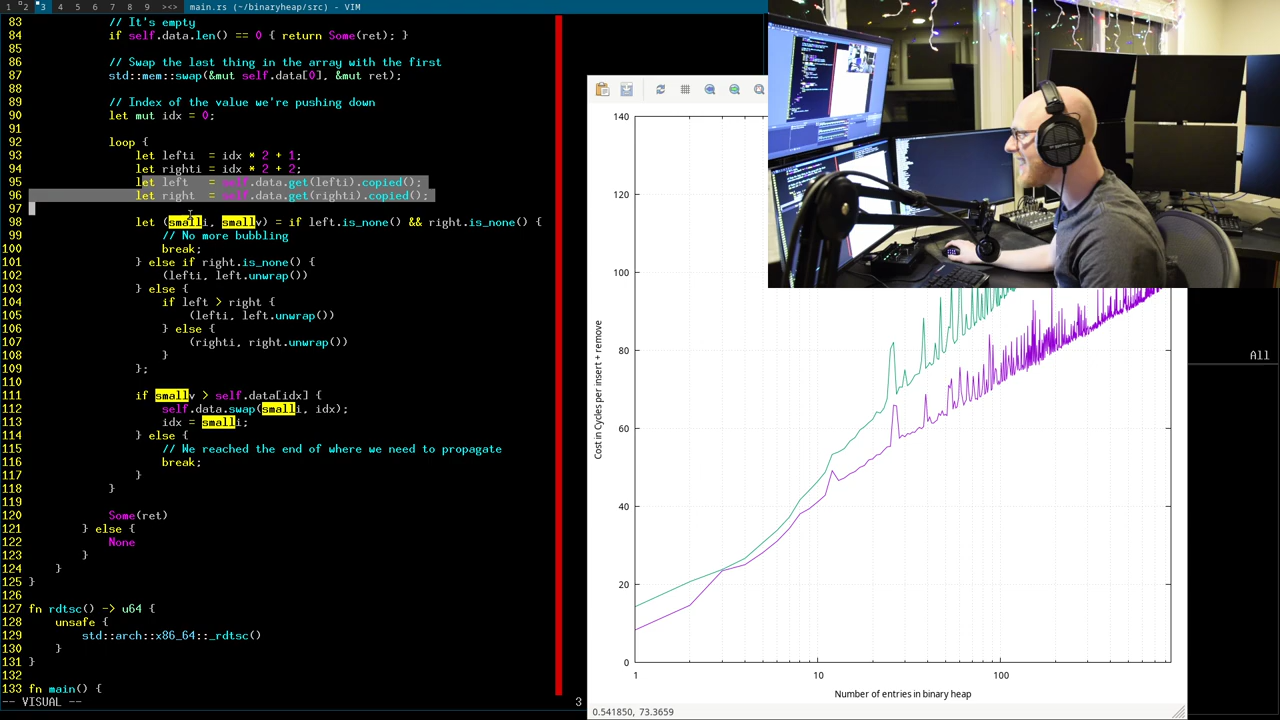 1 2 3 4 5 6 7 8 9 ><> main.rs (~/binaryheap/src) - VIM
83 // It's empty
84 if self.data.len() == 0 { return Some(ret); }
85
86 // Swap the last thing in the array with the first
87 std::mem::swap(&mut self.data[0], &mut ret);
88
89 // Index of the value we're pushing down
90 let mut idx = 0;
91
92 loop {
93 let lefti = idx * 2 + 1;
94 let righti = idx * 2 + 2;
95 let left = self.data.get(lefti).copied();
96 let right = self.data.get(righti).copied();
97
98 let (smalli, smallv) = if left.is_none() && right.is_none() {
99 // No more bubbling
100 break;
101 } else if right.is_none() {
102 (lefti, left.unwrap())
103 } else {
104 if left > right {
105 (lefti, left.unwrap())
106 } else {
107 (righti, right.unwrap())
108 }
109 };
110
111 if smallv > self.data[idx] {
112 self.data.swap(smalli, idx);
113 idx = smalli;
114 } else {
115 // We reached the end of where we need to propagate
116 break;
117 }
118 }
119
120 Some(ret)
121 } else {
122 None
123 }
124 }
125 }
126
127 fn rdtsc() -> u64 {
128 unsafe {
129 std::arch::x86_64::_rdtsc()
130 }
131 }
132
133 fn main() {
-- VISUAL -- 3
140
120
100
80
60
40
20
0
1 10 100
Cost in Cycles per insert + remove
Number of entries in binary heap
0.541850, 73.3659
All